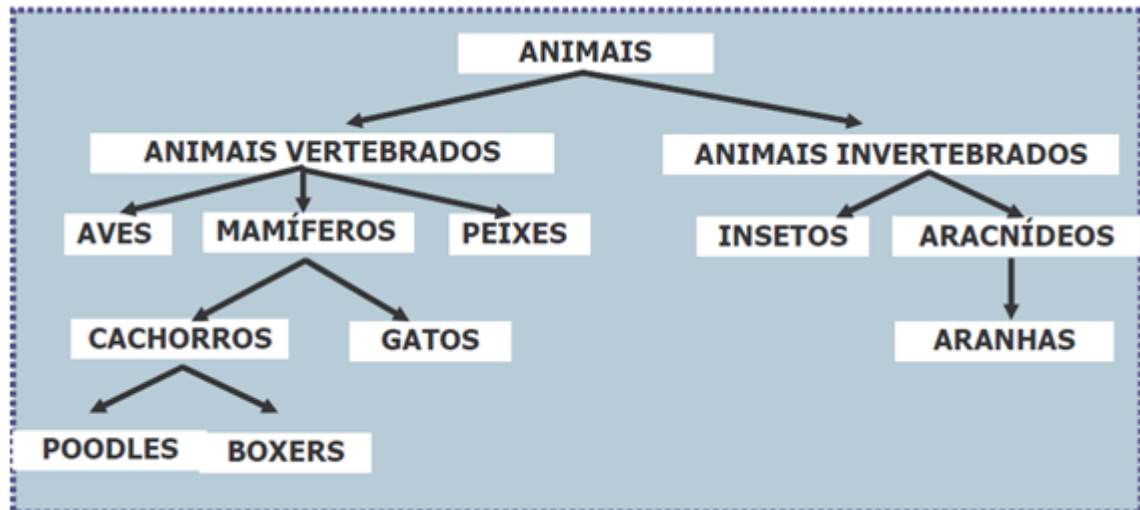 ANIMAIS
ANIMAIS VERTEBRADOS
ANIMAIS INVERTEBRADOS
AVES
MAMÍFEROS
PEIXES
INSETOS
ARACNÍDEOS
CACHORROS
GATOS
ARANHAS
POODLES
BOXERS